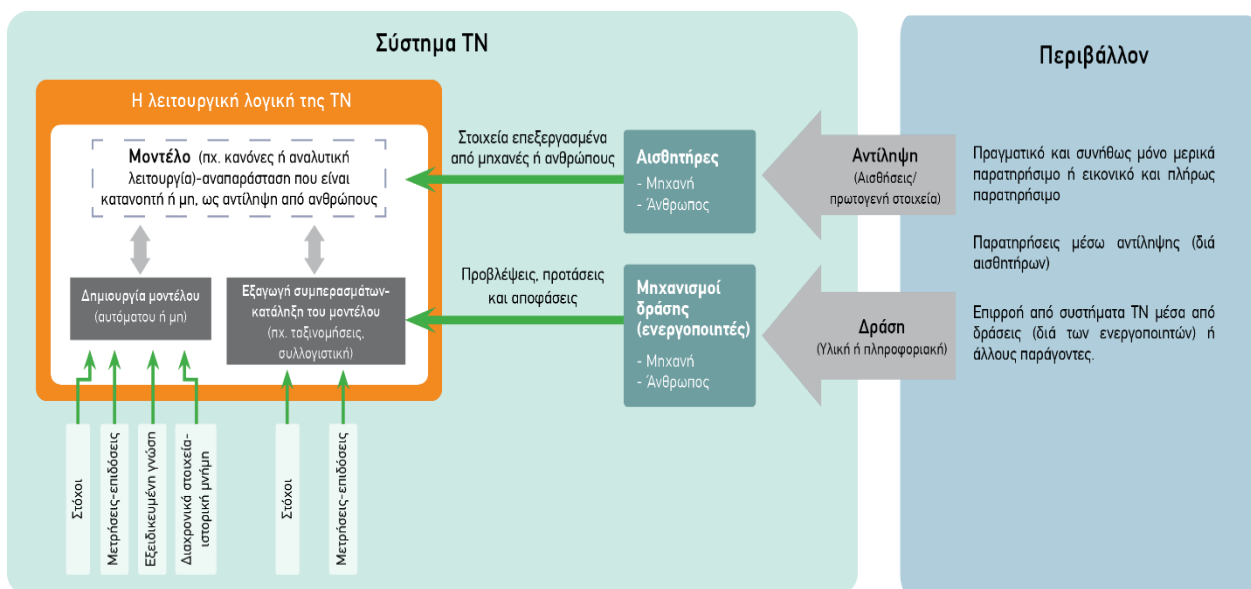 Σύστημα ΤΝ
Η λειτουργική λογική της ΤΝ
Μοντέλο (πχ. κανόνες ή αναλυτική
λειτουργία)-αναπαράσταση που είναι
κατανοητή ή μη, ως αντίληψη από ανθρώπους
Δημιουργία μοντέλου
(αυτόματου ή μη)
Εξαγωγή συμπερασμάτων-
κατάληξη του μοντέλου
(πχ. ταξινομήσεις,
συλλογιστική)
Στόχοι
Μετρήσεις-επιδόσεις
Εξειδικευμένη γνώση
Διαχρονικά στοιχεία-
ιστορική μνήμη
Στόχοι
Μετρήσεις-επιδόσεις
Στοιχεία επεξεργασμένα
από μηχανές ή ανθρώπους
Προβλέψεις, προτάσεις
και αποφάσεις
Αισθητήρες
- Μηχανή
- Άνθρωπος
Μηχανισμοί
δράσης
(ενεργοποιητές)
- Μηχανή
- Άνθρωπος
Αντίληψη
(Αισθήσεις/
πρωτογενή στοιχεία)
Δράση
(Υλική ή πληροφοριακή)
Περιβάλλον
Πραγματικό και συνήθως μόνο μερικά
παρατηρήσιμο ή εικονικό και πλήρως
παρατηρήσιμο
Παρατηρήσεις μέσω αντίληψης (διά
αισθητήρων)
Επιρροή από συστήματα ΤΝ μέσα από
δράσεις (διά των ενεργοποιητών) ή
άλλους παράγοντες.